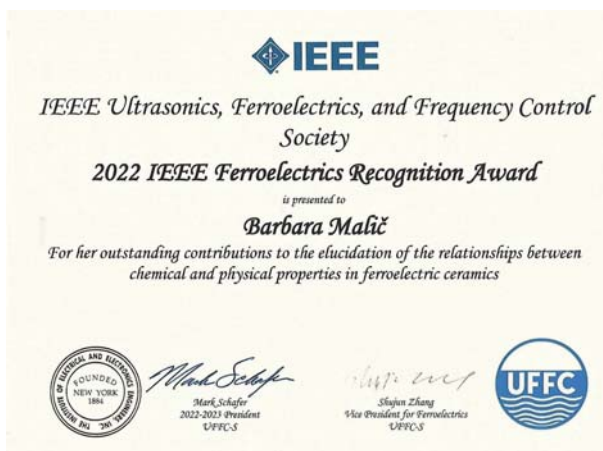 IEEE
IEEE Ultrasonics, Ferroelectrics, and Frequency Control
Society
2022 IEEE Ferroelectrics Recognition Award
is presented to
Barbara Malič
For her outstanding contributions to the elucidation of the relationships between
chemical and physical properties in ferroelectric ceramics
THE INSTITUTE OF ELECTRICAL AND ELECTRONICS ENGINEERS, INC.
FOUNDED
NEW YORK
1884
Mark Schafer
Mark Schafer
2022-2023 President
UFFC-S
Shujun Zhang
Vice President for Ferroelectrics
UFFC-S
UFFC